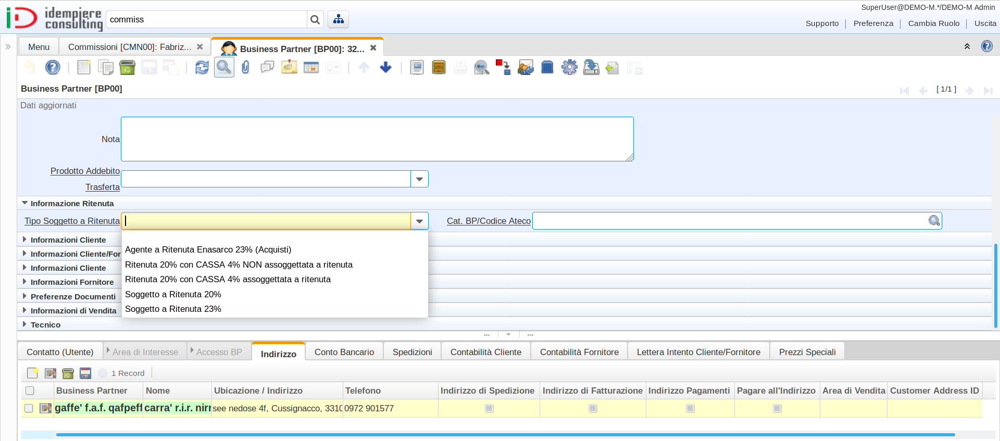 SuperUser@DEMO-M.*/DEMO-M Admin
idempiere
consulting
commiss
Supporto Preferenza Cambia Ruolo Uscita
Menu Commissioni [CMN00]: Fabriz... Business Partner [BP00]: 32...
Business Partner [BP00]
[ 1/1 ]
Dati aggiornati
Nota
Prodotto Addebito
Trasferta
Informazione Ritenuta
Tipo Soggetto a Ritenuta
Cat. BP/Codice Ateco
Informazioni Cliente
Agente a Ritenuta Enasarco 23% (Acquisti)
Informazioni Cliente/For
Ritenuta 20% con CASSA 4% NON assoggettata a ritenuta
Informazioni Cliente
Ritenuta 20% con CASSA 4% assoggettata a ritenuta
Informazioni Fornitore
Soggetto a Ritenuta 20%
Preferenze Documenti
Soggetto a Ritenuta 23%
Informazioni di Vendita
Tecnico
Contatto (Utente) Area di Interesse Accesso BP Indirizzo Conto Bancario Spedizioni Contabilità Cliente Contabilità Fornitore Lettera Intento Cliente/Fornitore Prezzi Speciali
1 Record
Business Partner Nome Ubicazione / Indirizzo Telefono Indirizzo di Spedizione Indirizzo di Fatturazione Indirizzo Pagamenti Pagare all'Indirizzo Area di Vendita Customer Address ID
gaffe' f.a.f. qafpeff carra' r.i.r. nirr see nedose 4f, Cussignacco, 3310 0972 901577